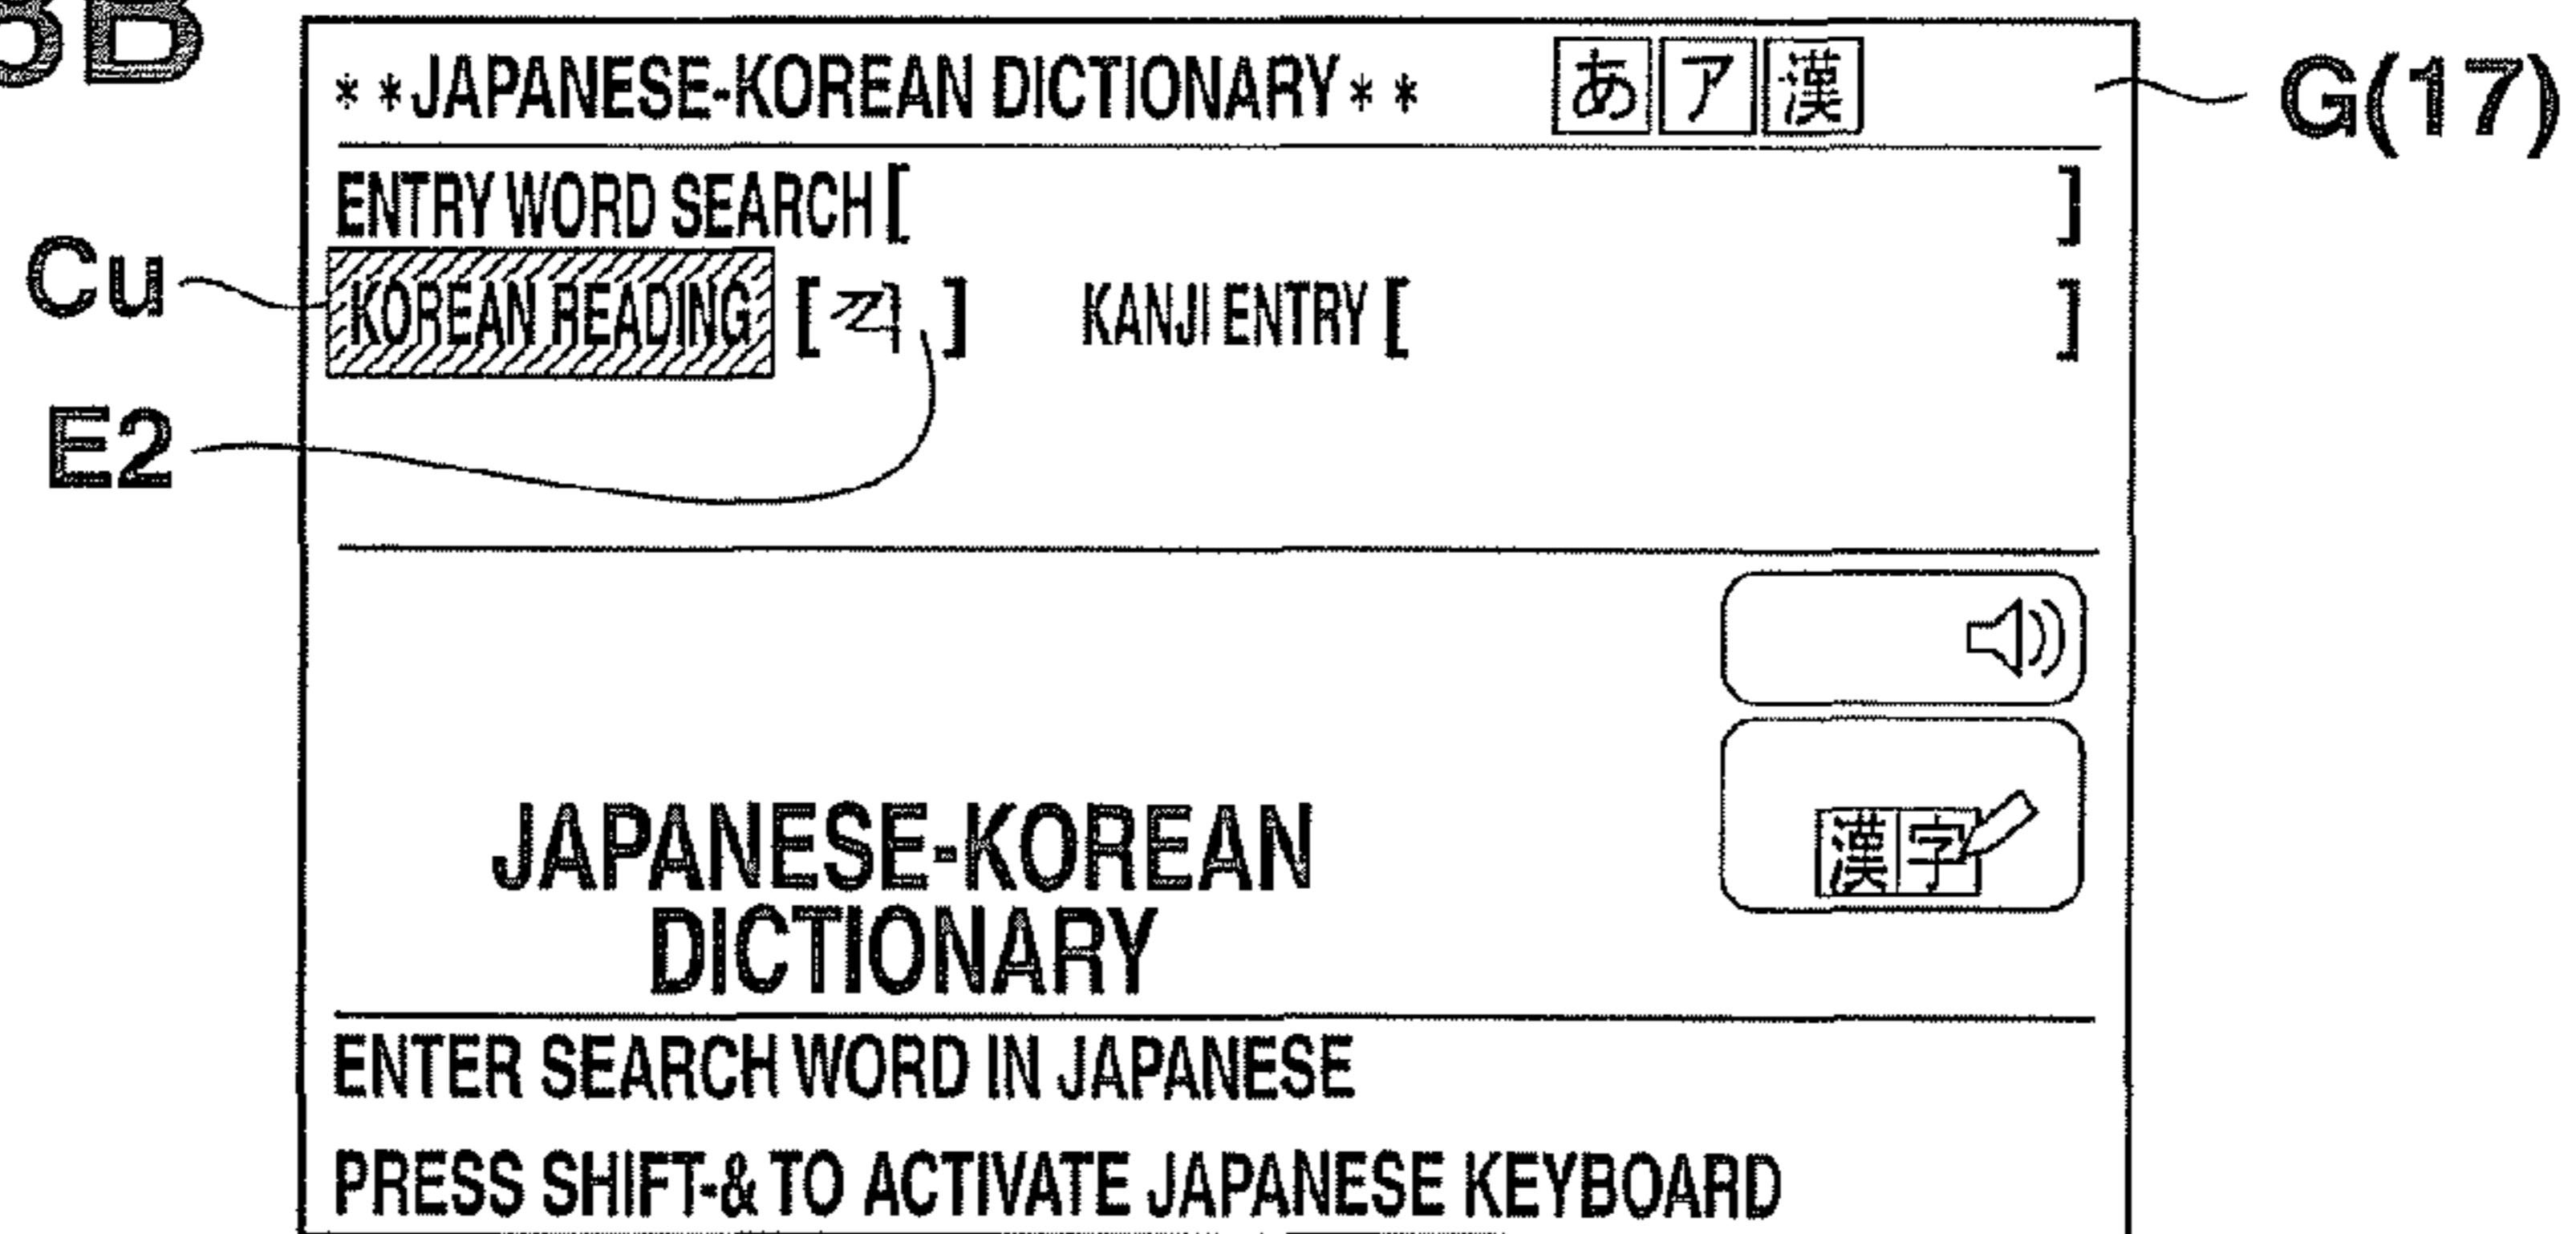 3B
**JAPANESE-KOREAN DICTIONARY** あ ア 漢
G(17)
ENTRY WORD SEARCH [ ]
Cu
KOREAN READING [ ] KANJI ENTRY [ ]
E2
漢字
JAPANESE-KOREAN
DICTIONARY
ENTER SEARCH WORD IN JAPANESE
PRESS SHIFT-& TO ACTIVATE JAPANESE KEYBOARD